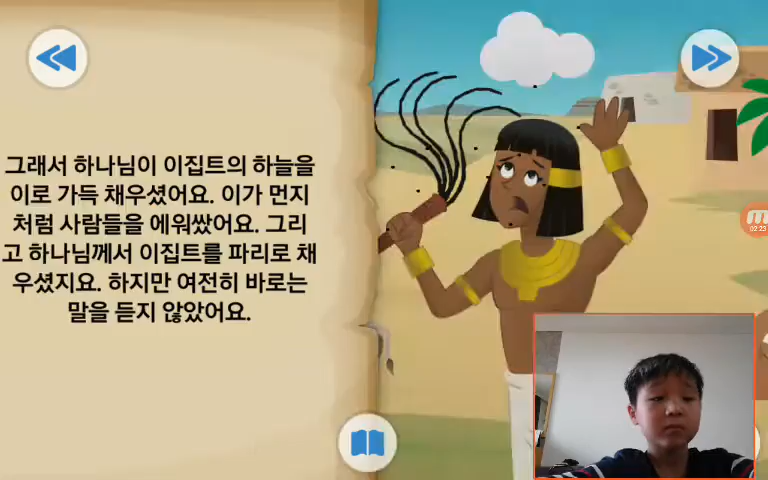 그래서 하나님이 이집트의 하늘을
이로 가득 채우셨어요. 이가 먼지
처럼 사람들을 에워쌌어요. 그리
고 하나님께서 이집트를 파리로 채
우셨지요. 하지만 여전히 바로는
말을 듣지 않았어요.
02:23